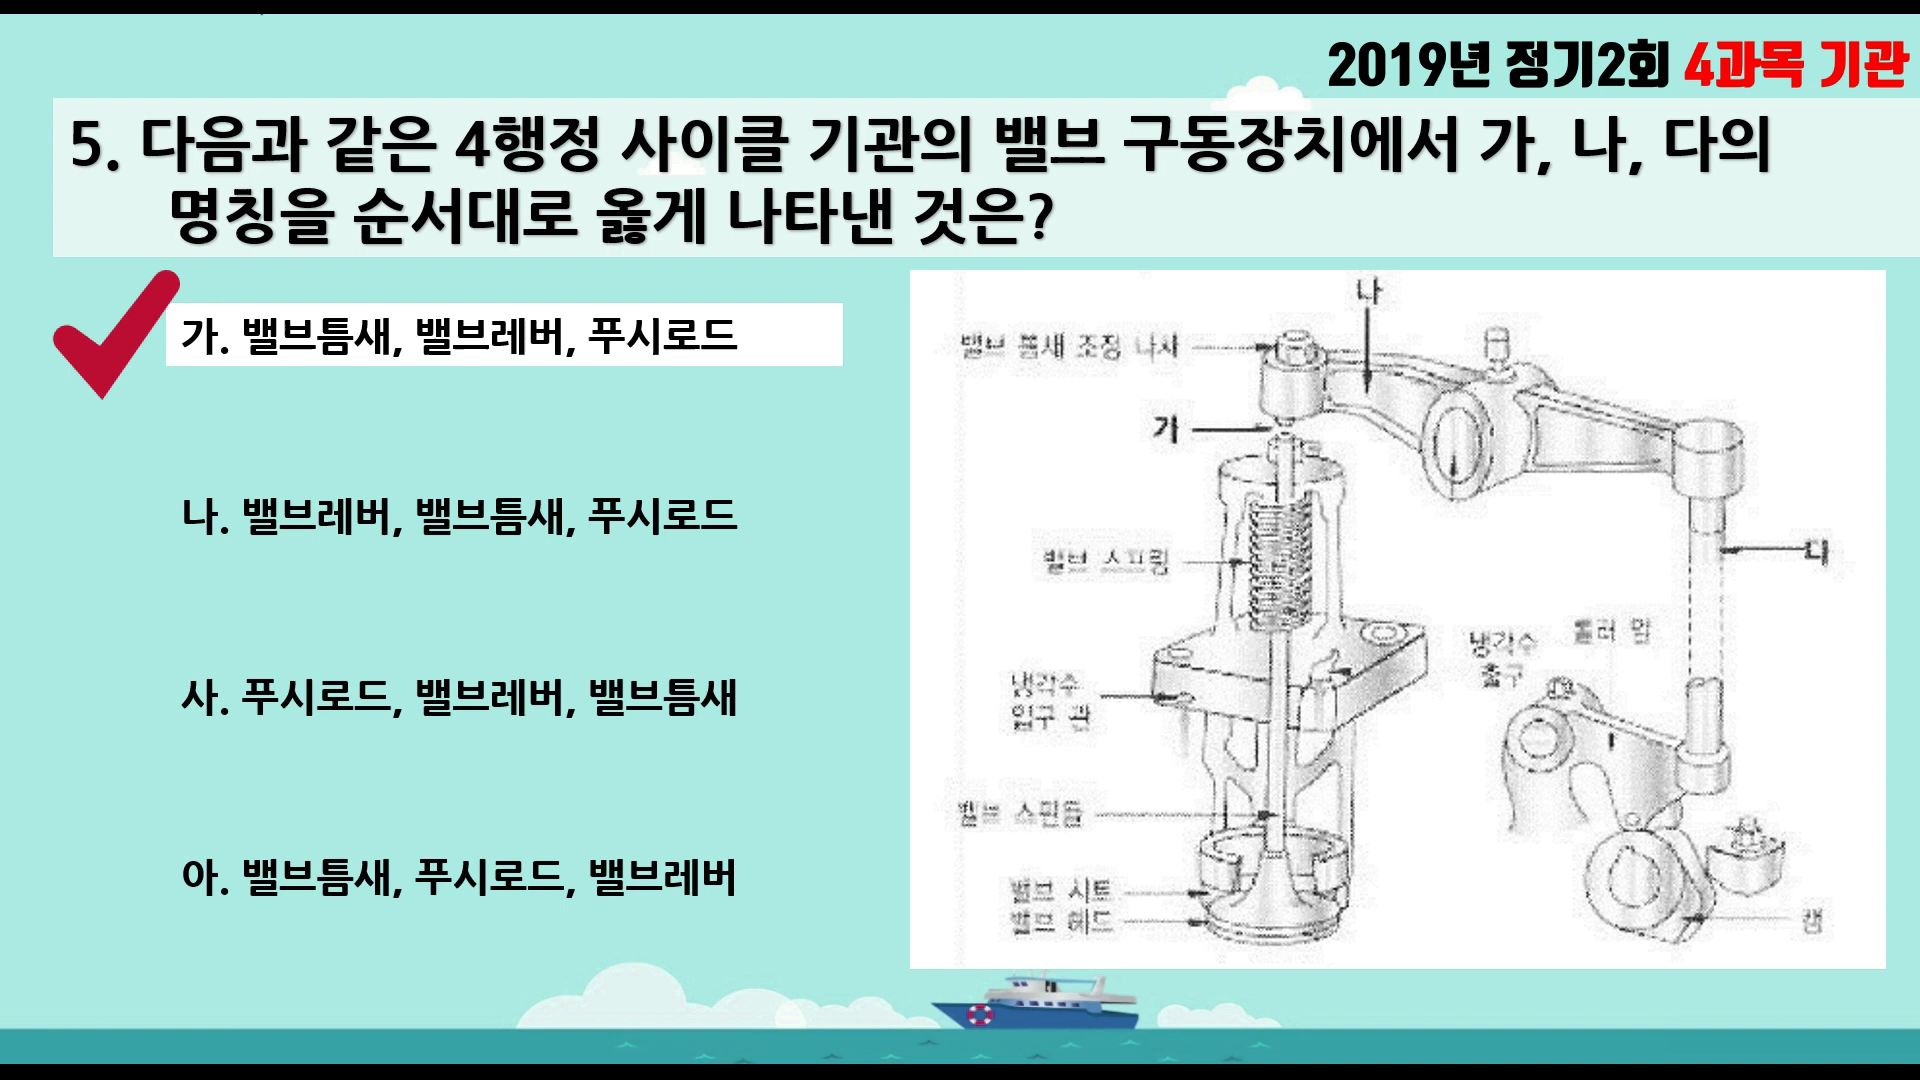 2019년 정기2회 4과목 기관
5. 다음과 같은 4행정 사이클 기관의 밸브 구동장치에서 가, 나, 다의
명칭을 순서대로 옳게 나타낸 것은?
가. 밸브틈새, 밸브레버, 푸시로드
나. 밸브레버, 밸브틈새, 푸시로드
사. 푸시로드, 밸브레버, 밸브틈새
아. 밸브틈새, 푸시로드, 밸브레버
나
밸브 틈새 조정 나사
가
밸브 스프링
다
냉각수
출구
롤러 암
냉각수
입구 관
밸브 스핀들
밸브 시트
밸브 헤드
캠